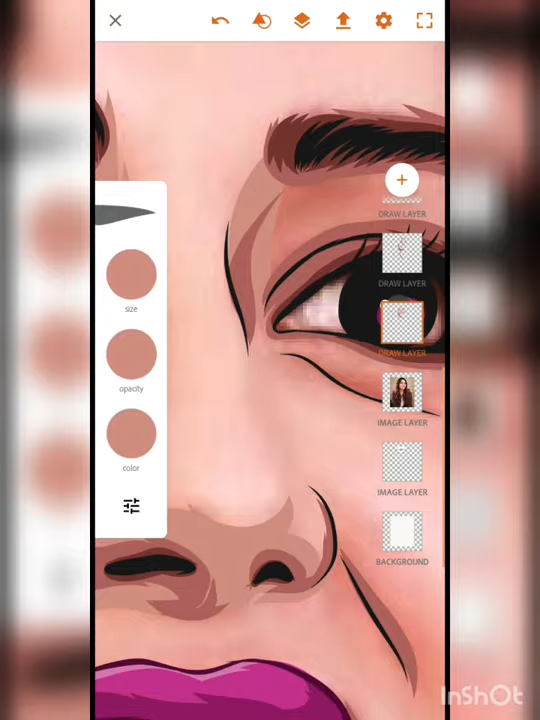 DRAW LAYER
DRAW LAYER
DRAW LAYER
IMAGE LAYER
IMAGE LAYER
BACKGROUND
size
opacity
color
InShOt